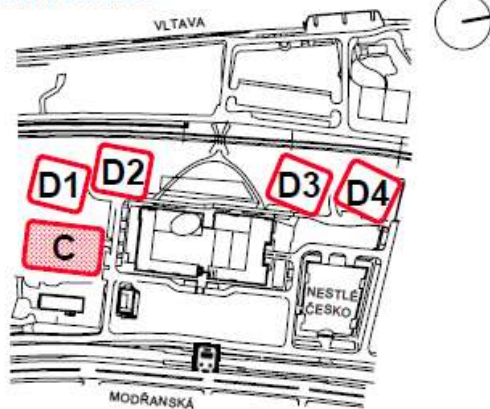 VLTAVA
D1
D2
D3
D4
C
NESTLÉ
ČESKO
MODŘANSKÁ